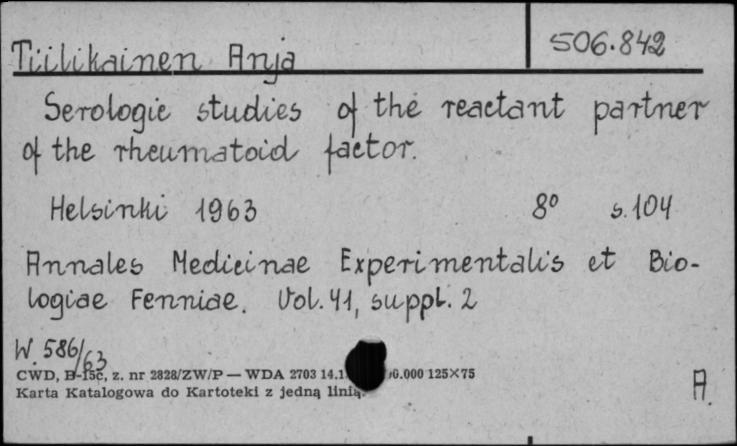 Tiilikainen Anja
506.842
Serologic studies of the reactant partner
of the rheumatoid factor.
Helsinki 1963 8° s.104
Annales Medicinae Experimentalis et Bio-
logiae Fenniae. Vol. 41, suppl. 2
W. 586/63
CWD, B-15c, z. nr 2828/ZW/P — WDA 2703 14.1 6.000 125×75
Karta Katalogowa do Kartoteki z jedną linią.
A.